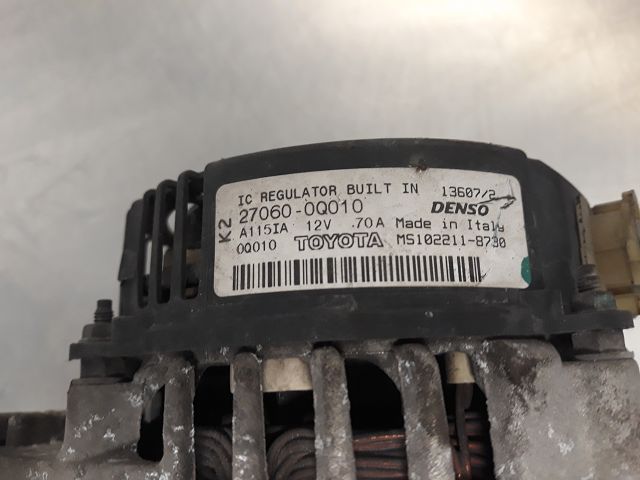 IC REGULATOR BUILT IN 13607/2
K2 27060-0Q010 DENSO
A115IA 12V 70A Made in Italy
0Q010 TOYOTA MS102211-8730